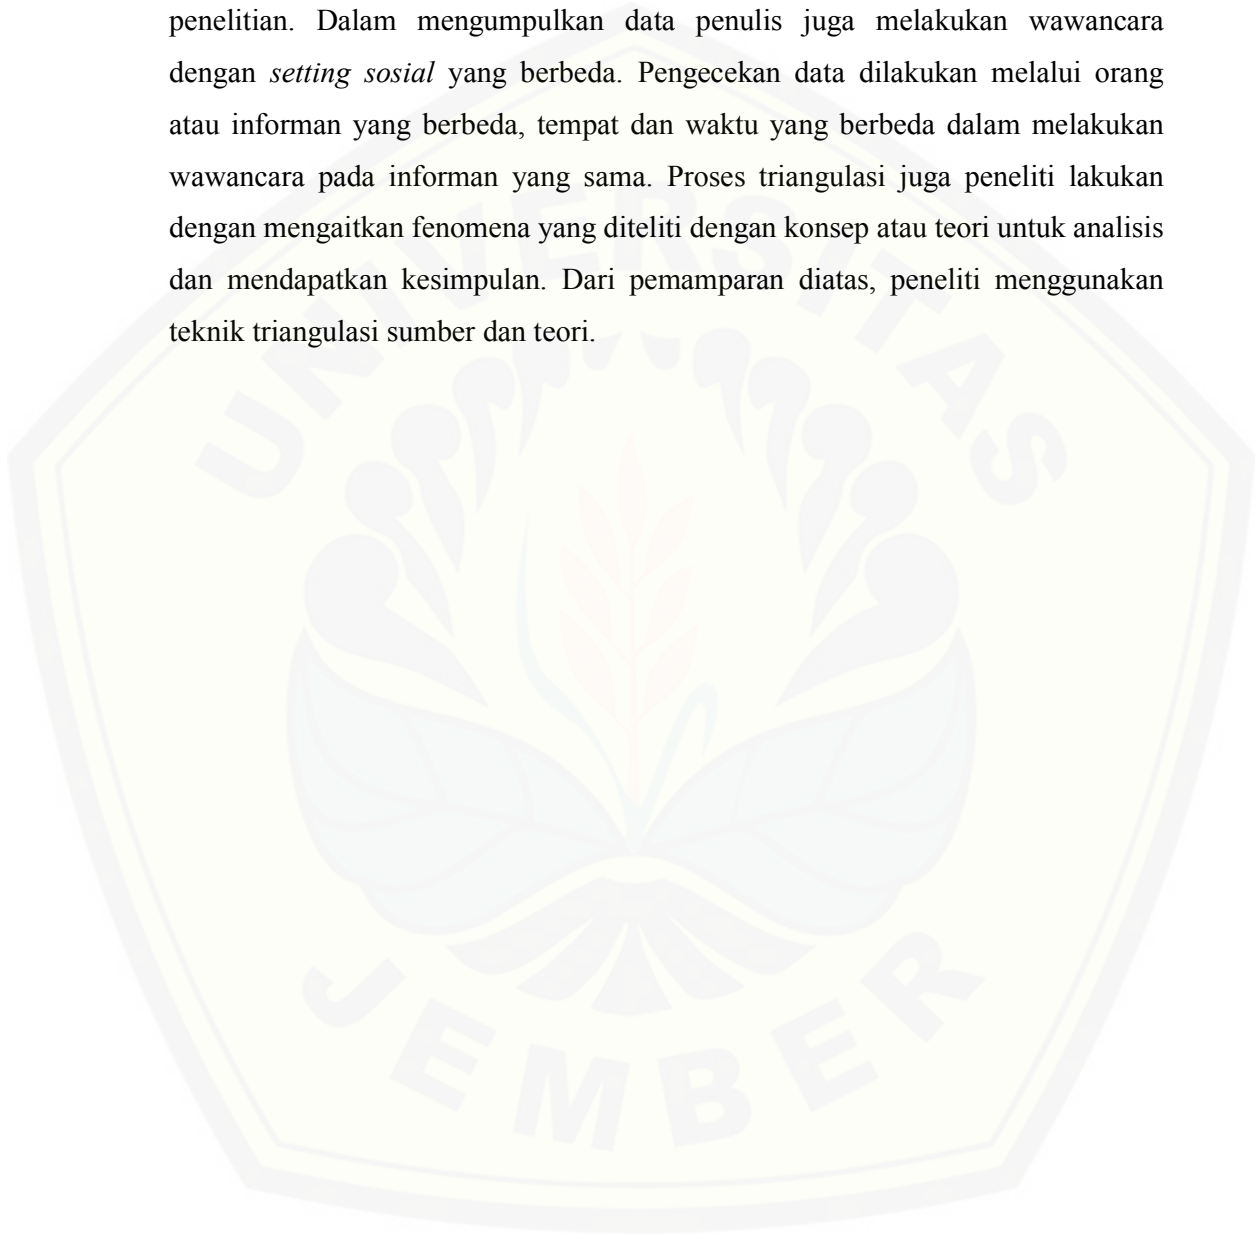 penelitian. Dalam mengumpulkan data penulis juga melakukan wawancara
dengan setting sosial yang berbeda. Pengecekan data dilakukan melalui orang
atau informan yang berbeda, tempat dan waktu yang berbeda dalam melakukan
wawancara pada informan yang sama. Proses triangulasi juga peneliti lakukan
dengan mengaitkan fenomena yang diteliti dengan konsep atau teori untuk analisis
dan mendapatkan kesimpulan. Dari pemamparan diatas, peneliti menggunakan
teknik triangulasi sumber dan teori.
UNIVERSITAS
JEMBER